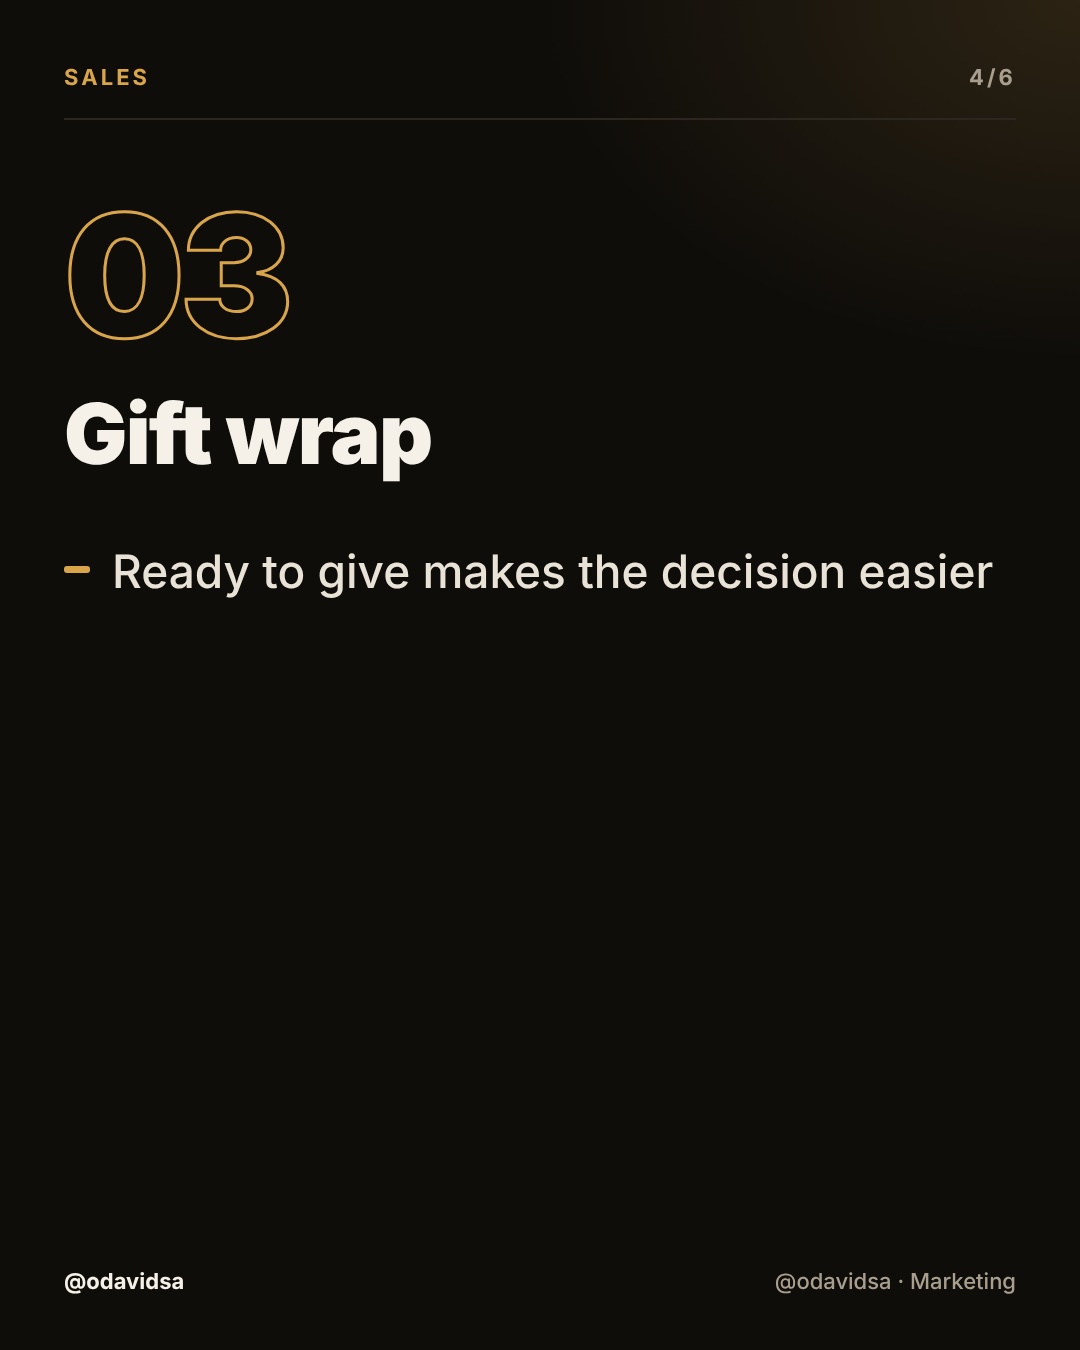 SALES
4/6
03
Gift wrap
Ready to give makes the decision easier
@odavidsa
@odavidsa · Marketing